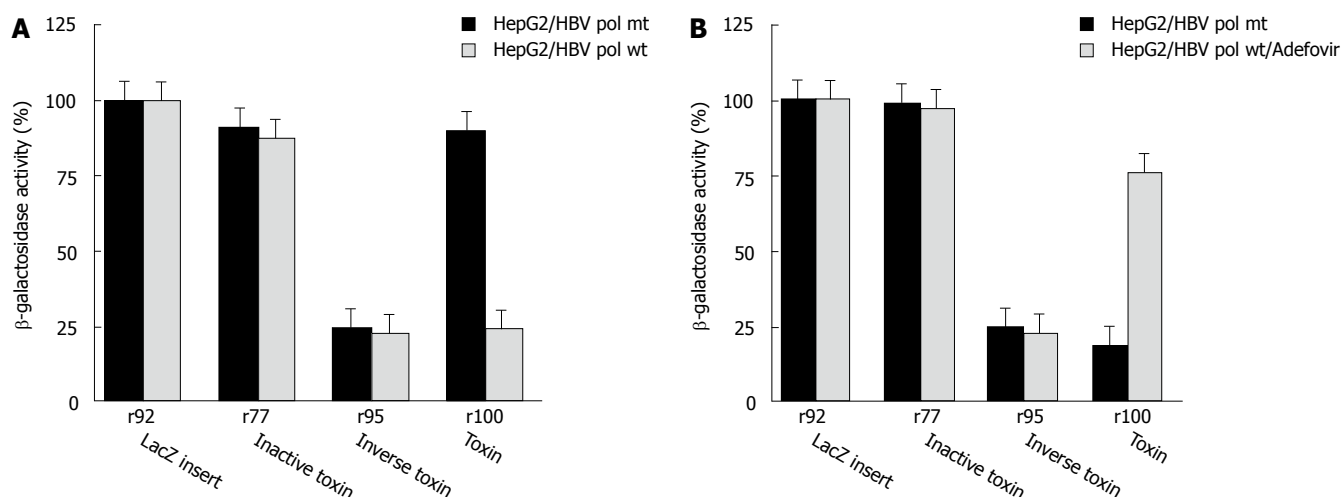 A
HepG2/HBV pol mt
HepG2/HBV pol wt
β-galactosidase activity (%)
125
100
75
50
25
0
r92
r77
r95
r100
LacZ insert
Inactive toxin
Inverse toxin
Toxin
B
HepG2/HBV pol mt
HepG2/HBV pol wt/Adefovir
β-galactosidase activity (%)
125
100
75
50
25
0
r92
r77
r95
r100
LacZ insert
Inactive toxin
Inverse toxin
Toxin